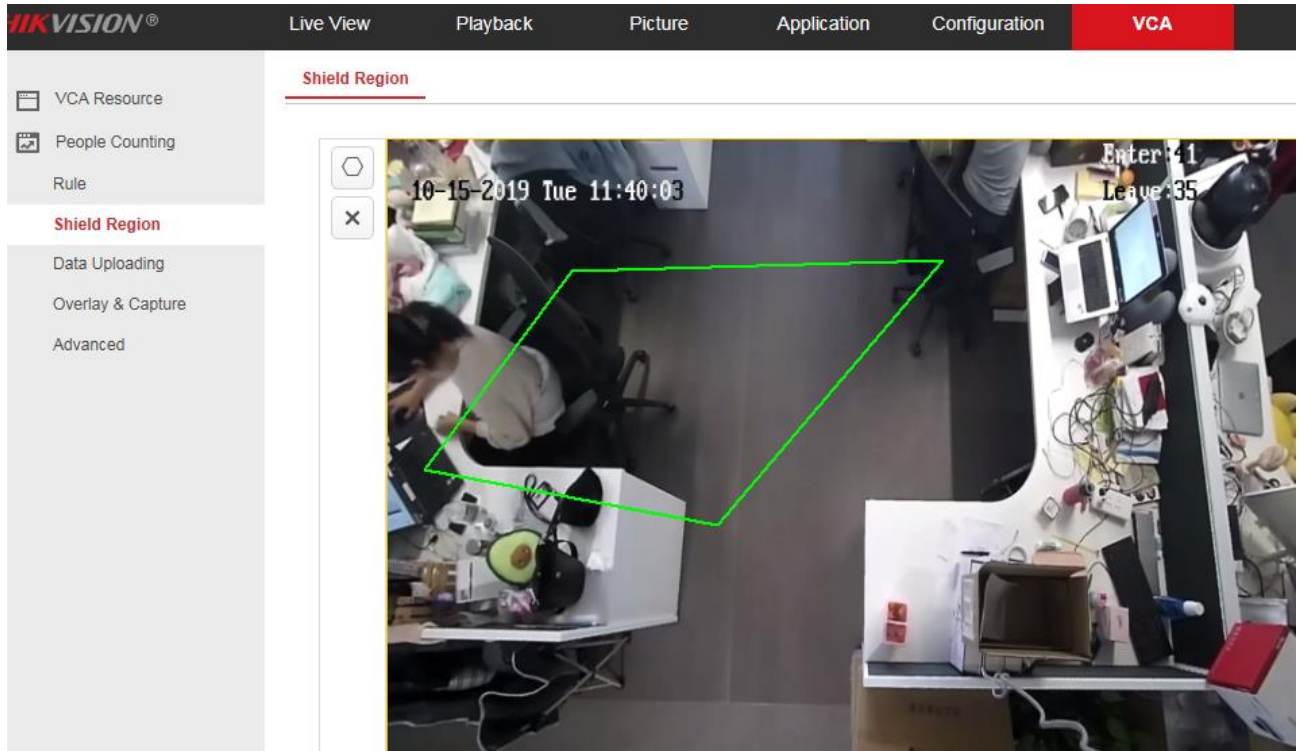 HIKVISION®
Live View
Playback
Picture
Application
Configuration
VCA
VCA Resource
People Counting
Rule
Shield Region
Data Uploading
Overlay & Capture
Advanced
Shield Region
10-15-2019 Tue 11:40:03
Enter:41
Leave:35